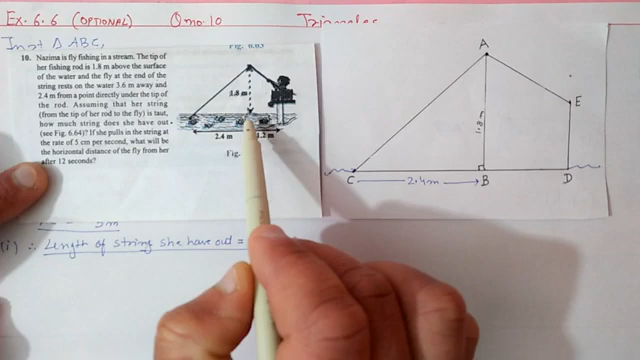 Ex. 6.6 (OPTIONAL) Q no. 10 Triangles
In rt Δ ABC,
Fig. 6.63
10. Nazima is fly fishing in a stream. The tip of
her fishing rod is 1.8 m above the surface
of the water and the fly at the end of the
string rests on the water 3.6 m away and
2.4 m from a point directly under the tip of
the rod. Assuming that her string
(from the tip of her rod to the fly) is taut,
how much string does she have out
(see Fig. 6.64)? If she pulls in the string at
the rate of 5 cm per second, what will be
the horizontal distance of the fly from her
after 12 seconds?
1.8 m
2.4 m 1.2 m
Fig.
A
E
1.8m
C 2.4m B D
(i) ∴ Length of string she have out =